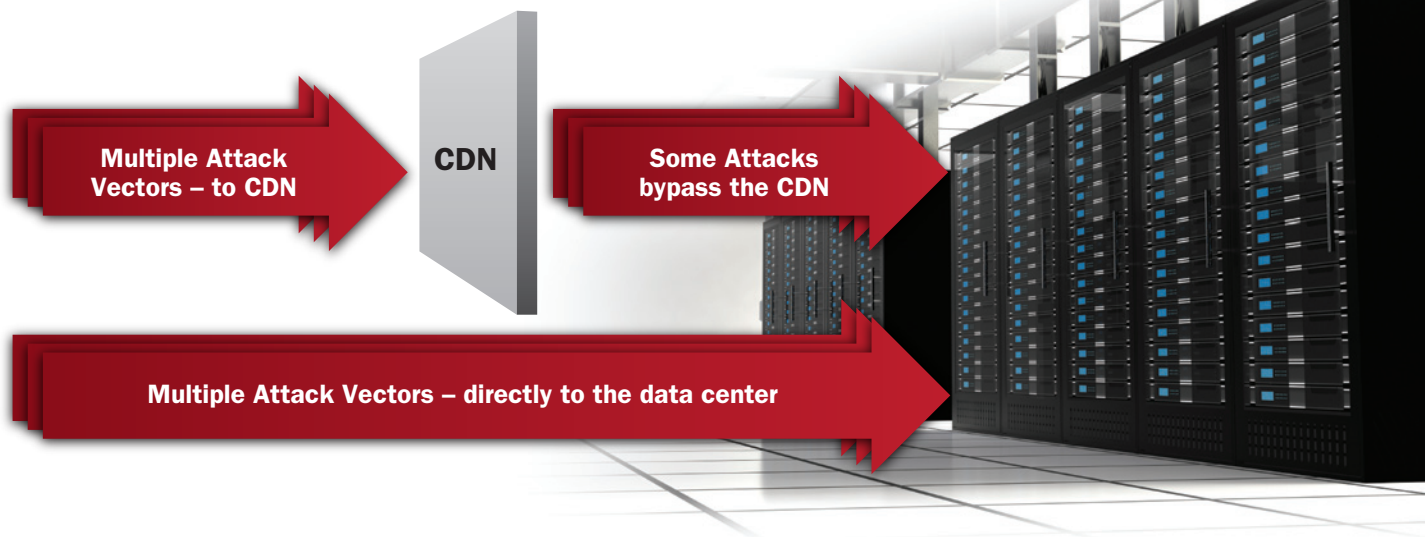 Multiple Attack
Vectors – to CDN
CDN
Some Attacks
bypass the CDN
Multiple Attack Vectors – directly to the data center